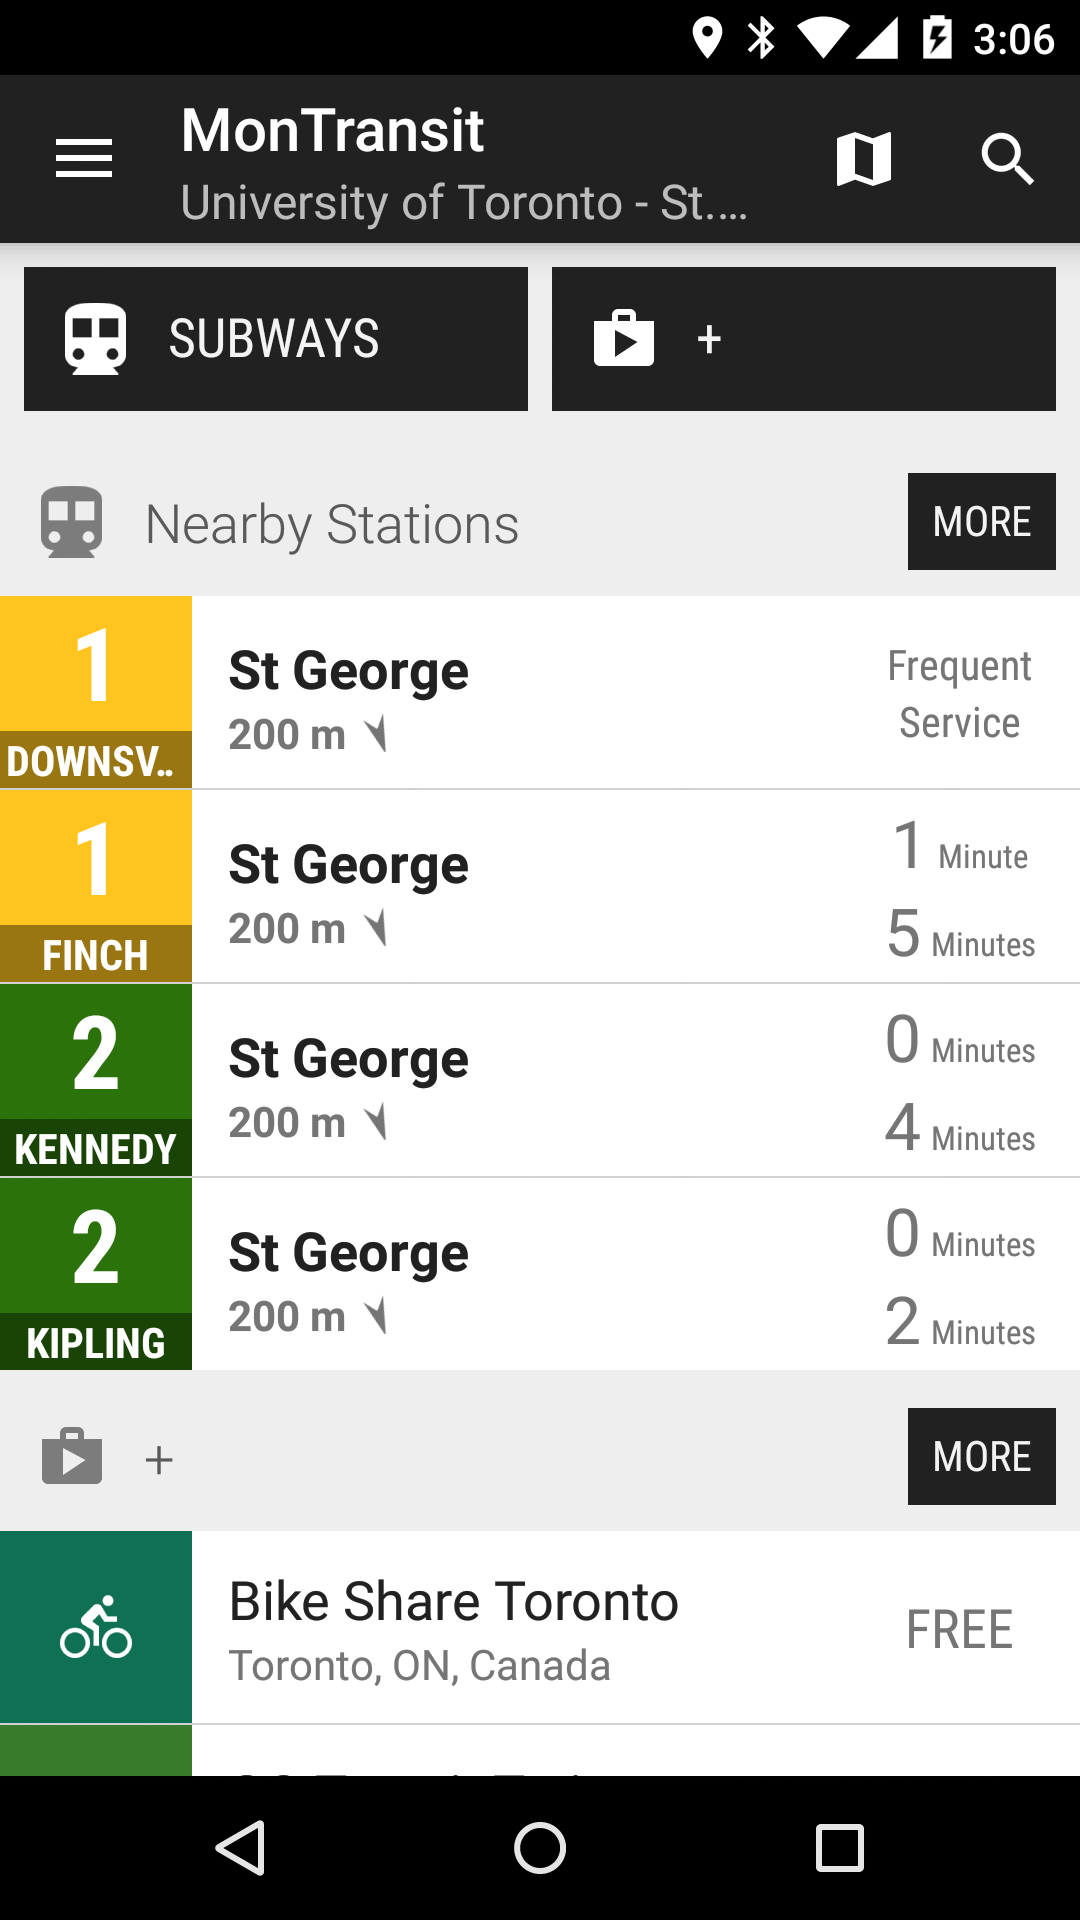 3:06
MonTransit
University of Toronto - St....
SUBWAYS
+
Nearby Stations
MORE
1
DOWNSV..
St George
200 m
Frequent
Service
1
FINCH
St George
200 m
1 Minute
5 Minutes
2
KENNEDY
St George
200 m
0 Minutes
4 Minutes
2
KIPLING
St George
200 m
0 Minutes
2 Minutes
+
MORE
Bike Share Toronto
Toronto, ON, Canada
FREE